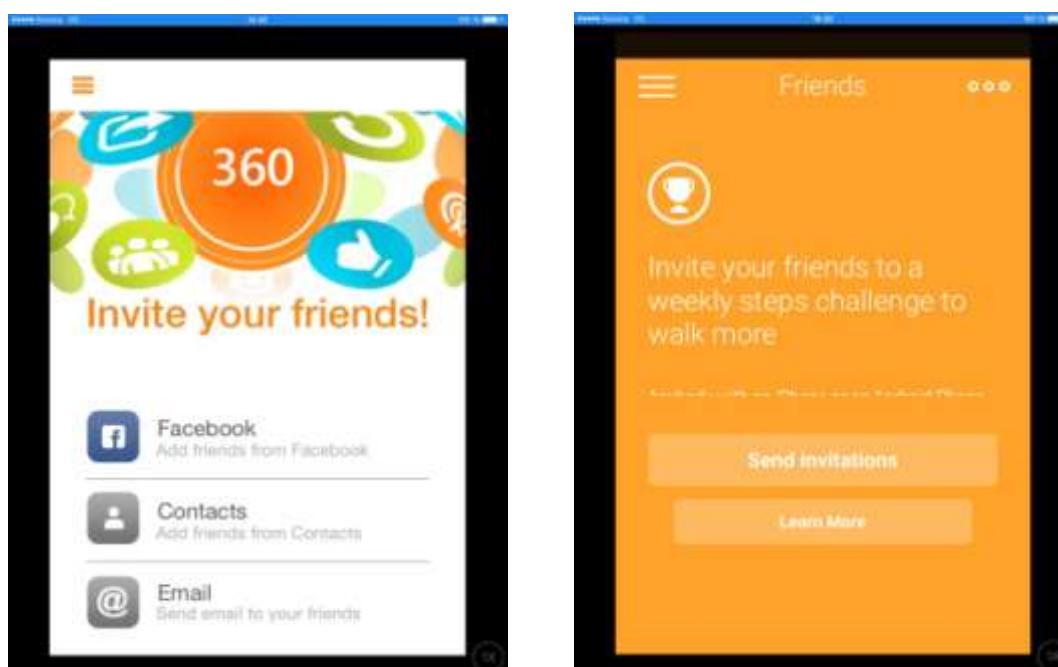 360
Invite your friends!
Facebook
Add friends from Facebook
Contacts
Add friends from Contacts
Email
Send email to your friends
Friends
Invite your friends to a
weekly steps challenge to
walk more
Send invitations
Learn More